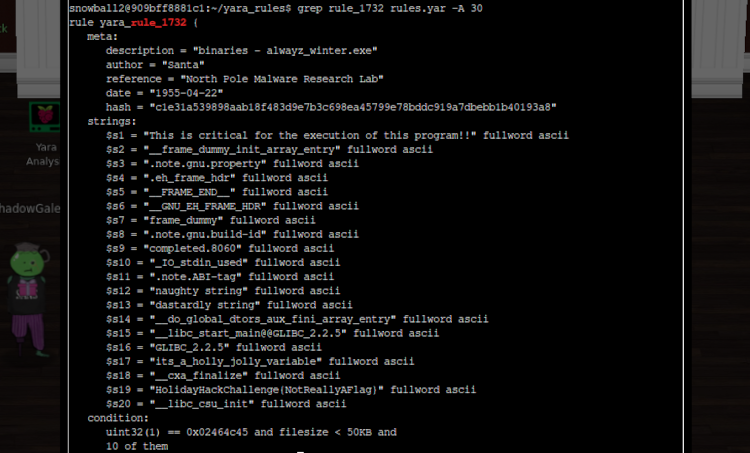 snowball2@909bff8881c1:~/yara_rules$ grep rule_1732 rules.yar -A 30
rule yara_rule_1732 {
meta:
description = "binaries - alwayz_winter.exe"
author = "Santa"
reference = "North Pole Malware Research Lab"
date = "1955-04-22"
hash = "c1e31a539898aab18f483d9e7b3c698ea45799e78bddc919a7dbebb1b40193a8"
strings:
$s1 = "This is critical for the execution of this program!!" fullword ascii
$s2 = "__frame_dummy_init_array_entry" fullword ascii
$s3 = ".note.gnu.property" fullword ascii
$s4 = ".eh_frame_hdr" fullword ascii
$s5 = "__FRAME_END__" fullword ascii
$s6 = "__GNU_EH_FRAME_HDR" fullword ascii
$s7 = "frame_dummy" fullword ascii
$s8 = ".note.gnu.build-id" fullword ascii
$s9 = "completed.8060" fullword ascii
$s10 = "_IO_stdin_used" fullword ascii
$s11 = ".note.ABI-tag" fullword ascii
$s12 = "naughty string" fullword ascii
$s13 = "dastardly string" fullword ascii
$s14 = "__do_global_dtors_aux_fini_array_entry" fullword ascii
$s15 = "__libc_start_main@@GLIBC_2.2.5" fullword ascii
$s16 = "GLIBC_2.2.5" fullword ascii
$s17 = "its_a_holly_jolly_variable" fullword ascii
$s18 = "__cxa_finalize" fullword ascii
$s19 = "HolidayHackChallenge{NotReallyAFlag}" fullword ascii
$s20 = "__libc_csu_init" fullword ascii
condition:
uint32(1) == 0x02464c45 and filesize < 50KB and
10 of them
ck
Yara
Analys
hadowGale